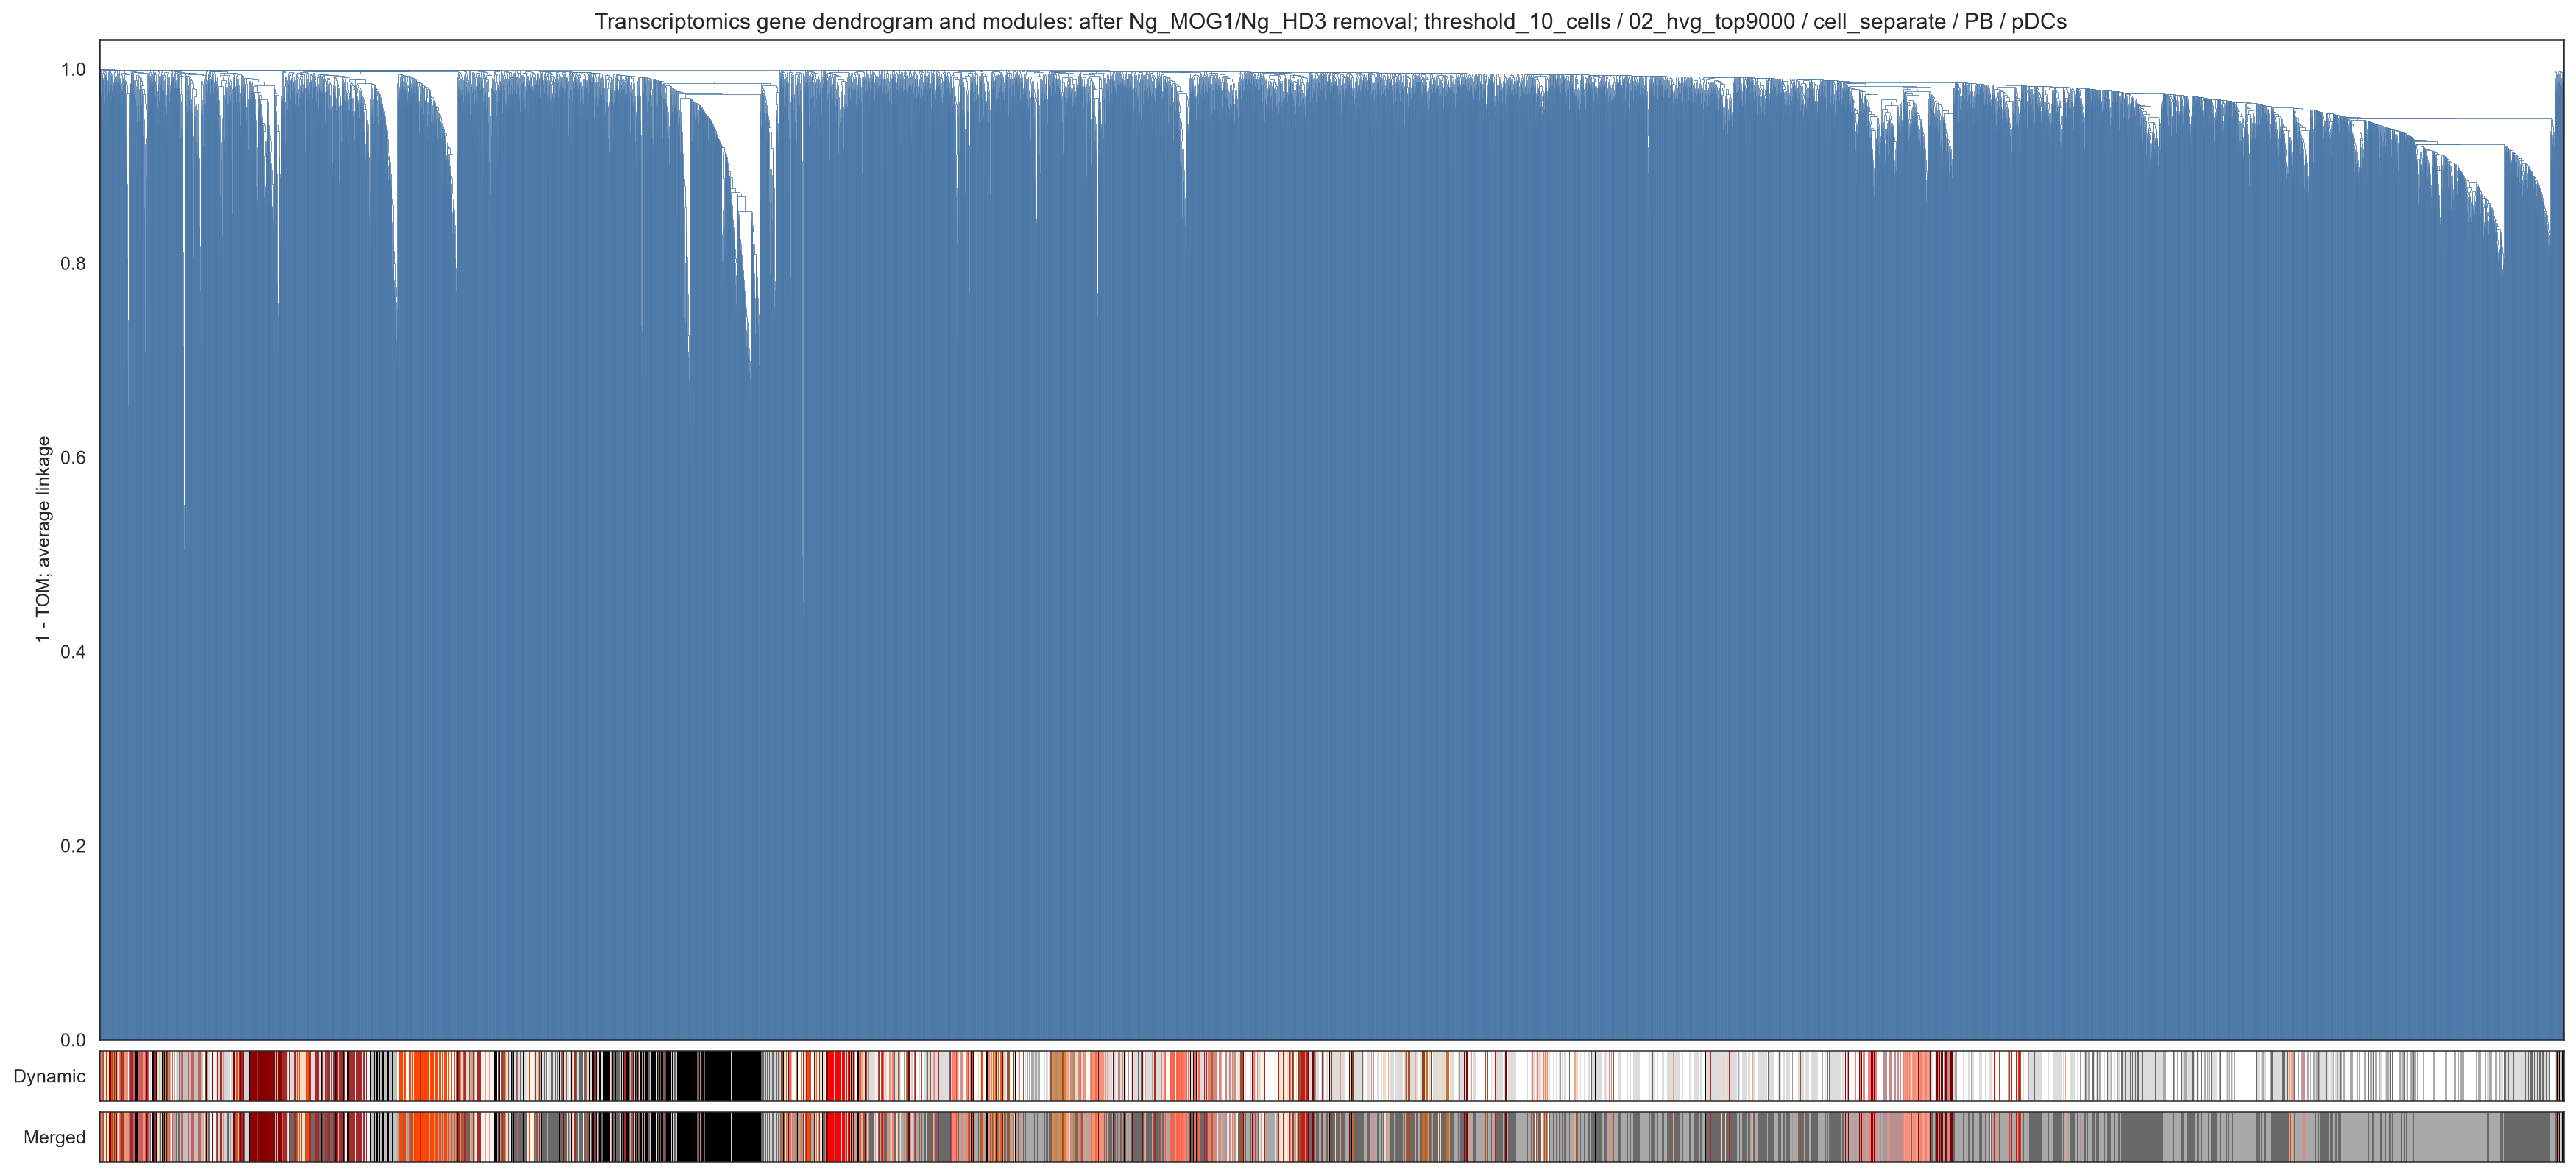 Transcriptomics gene dendrogram and modules: after Ng_MOG1/Ng_HD3 removal; threshold_10_cells / 02_hvg_top9000 / cell_separate / PB / pDCs
1.0
0.8
0.6
0.4
0.2
0.0
1 - TOM; average linkage
Dynamic
Merged